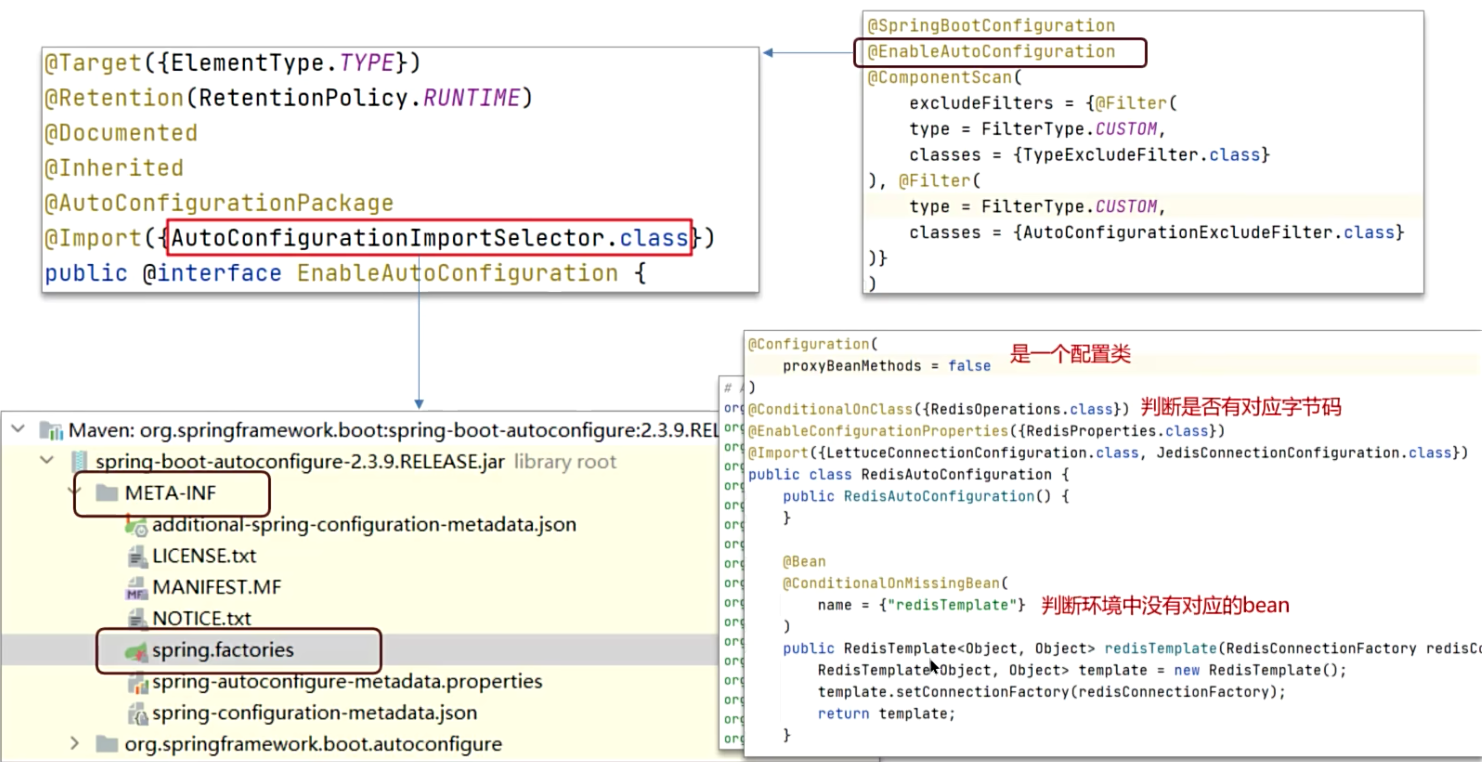 @SpringBootConfiguration
@EnableAutoConfiguration
@ComponentScan(
excludeFilters = {@Filter(
type = FilterType.CUSTOM,
classes = {TypeExcludeFilter.class}
), @Filter(
type = FilterType.CUSTOM,
classes = {AutoConfigurationExcludeFilter.class}
)}
)
@Target({ElementType.TYPE})
@Retention(RetentionPolicy.RUNTIME)
@Documented
@Inherited
@AutoConfigurationPackage
@Import({AutoConfigurationImportSelector.class})
public @interface EnableAutoConfiguration {
Maven: org.springframework.boot:spring-boot-autoconfigure:2.3.9.REL
spring-boot-autoconfigure-2.3.9.RELEASE.jar library root
META-INF
additional-spring-configuration-metadata.json
LICENSE.txt
MANIFEST.MF
NOTICE.txt
spring.factories
spring-autoconfigure-metadata.properties
spring-configuration-metadata.json
org.springframework.boot.autoconfigure
@Configuration(
proxyBeanMethods = false 是一个配置类
)
@ConditionalOnClass({RedisOperations.class}) 判断是否有对应字节码
@EnableConfigurationProperties({RedisProperties.class})
@Import({LettuceConnectionConfiguration.class, JedisConnectionConfiguration.class})
public class RedisAutoConfiguration {
public RedisAutoConfiguration() {
}
@Bean
@ConditionalOnMissingBean(
name = {"redisTemplate"} 判断环境中没有对应的bean
)
public RedisTemplate<Object, Object> redisTemplate(RedisConnectionFactory redisCo
RedisTemplate<Object, Object> template = new RedisTemplate();
template.setConnectionFactory(redisConnectionFactory);
return template;
}